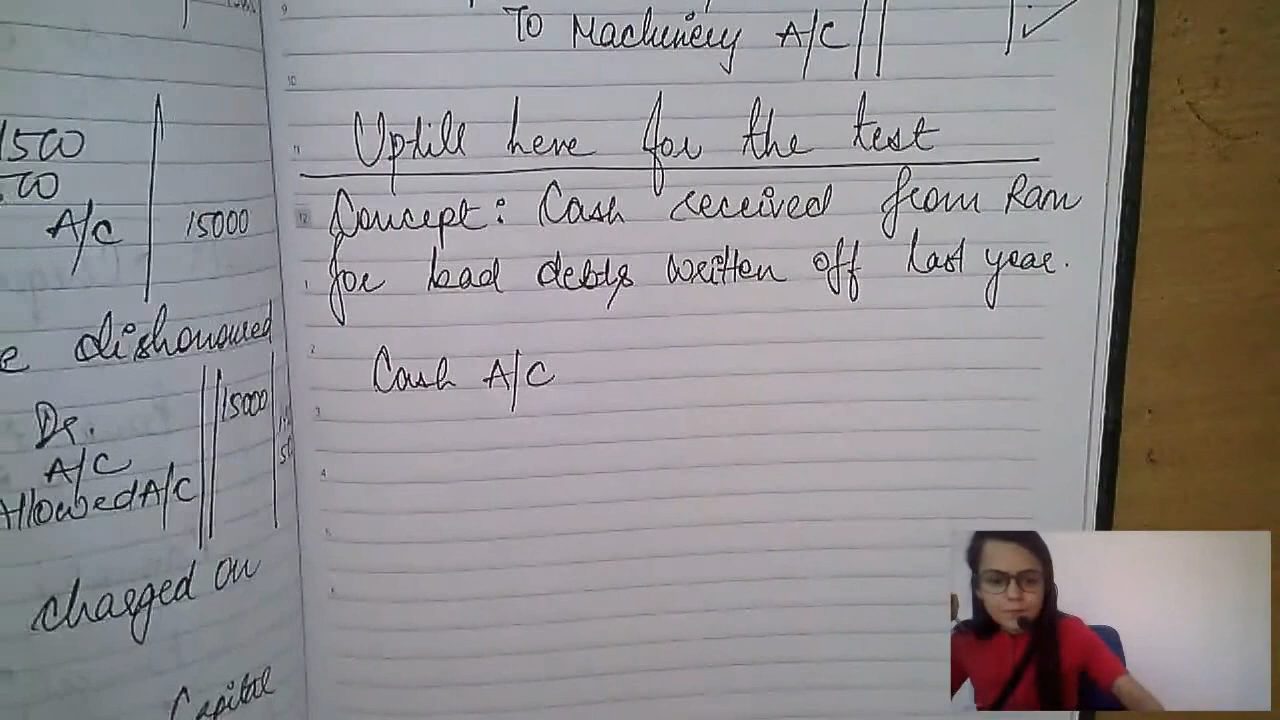 1500
500
A/C 15000
e dishonoured
Dr. 15000
A/C
Allowed A/C
charged on
Capital
To Machinery A/C
Uptill here for the test
Concept: Cash received from Ram
for bad debts written off last year.
Cash A/C